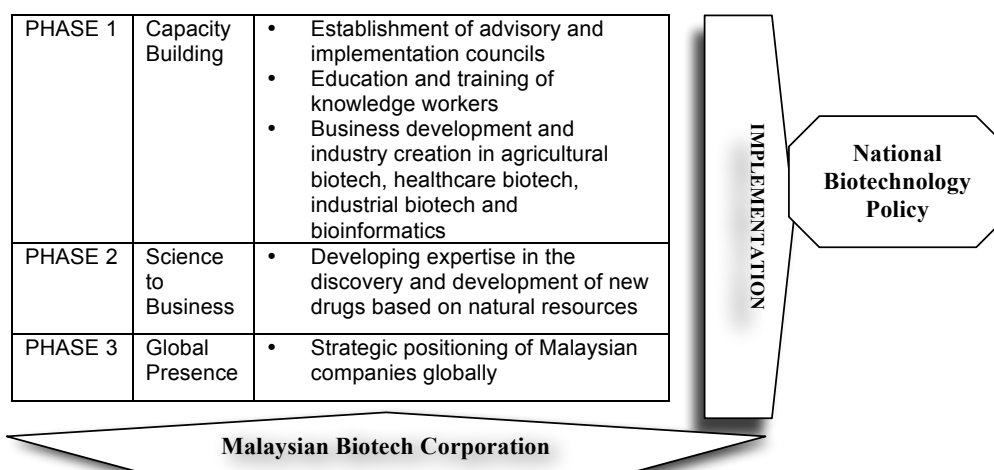 PHASE 1
Capacity
Building
• Establishment of advisory and
implementation councils
• Education and training of
knowledge workers
• Business development and
industry creation in agricultural
biotech, healthcare biotech,
industrial biotech and
bioinformatics
PHASE 2
Science
to
Business
• Developing expertise in the
discovery and development of new
drugs based on natural resources
PHASE 3
Global
Presence
• Strategic positioning of Malaysian
companies globally
IMPLEMENTATION
National
Biotechnology
Policy
Malaysian Biotech Corporation